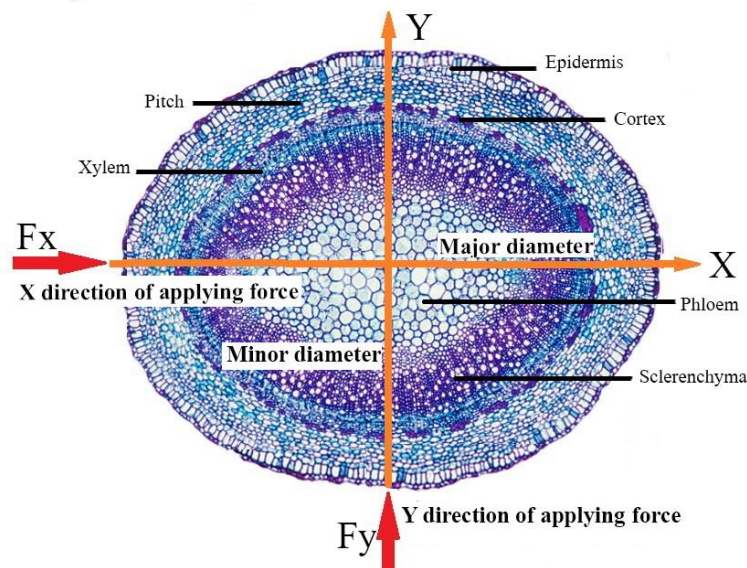 Y
Epidermis
Pitch
Cortex
Xylem
Fx
Major diameter
X
X direction of applying force
Phloem
Minor diameter
Sclerenchyma
Y direction of applying force
Fy